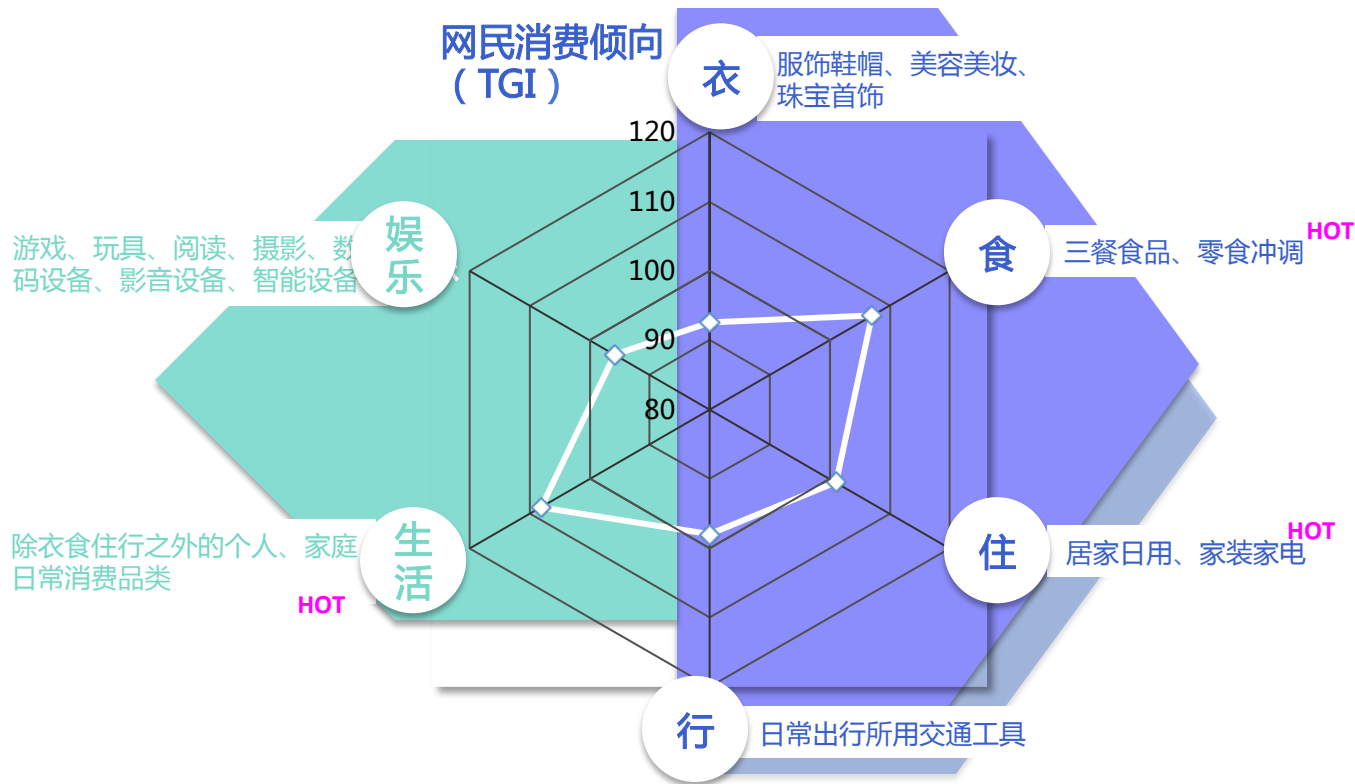 网民消费倾向
（TGI）
衣
服饰鞋帽、美容美妆、
珠宝首饰
120
110
100
90
80
娱
乐
游戏、玩具、阅读、摄影、数
码设备、影音设备、智能设备
食
三餐食品、零食冲调
HOT
住
居家日用、家装家电
HOT
生
活
除衣食住行之外的个人、家庭
日常消费品类
HOT
行
日常出行所用交通工具